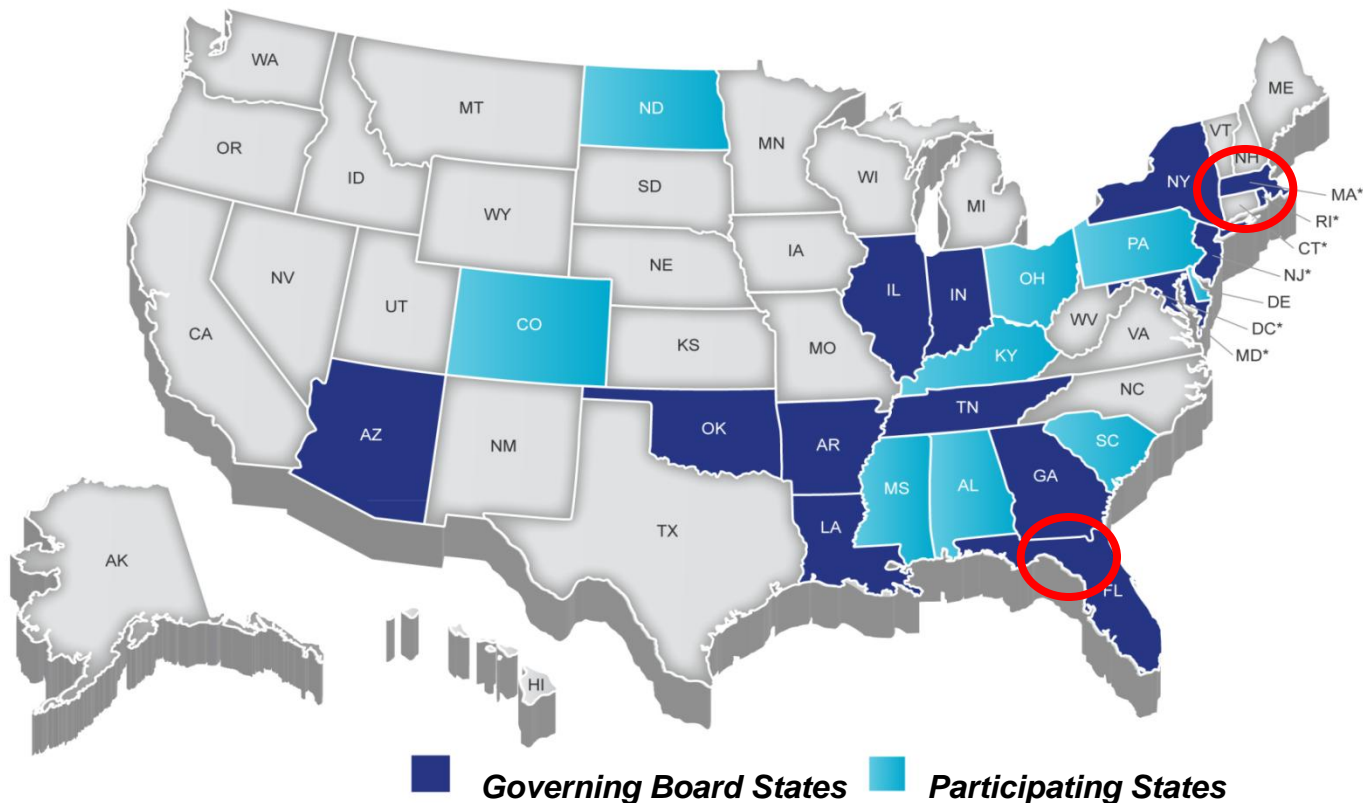 WA
MT
ND
MN
ME
VT
NH
OR
ID
SD
WI
NY
MA*
WY
MI
RI*
IA
PA
CT*
NE
NJ*
NV
OH
IL
IN
DE
UT
CO
WV
DC*
CA
KS
MO
VA
KY
MD*
NC
TN
AZ
OK
NM
AR
SC
MS
AL
GA
LA
TX
AK
FL
HI
Governing Board States
Participating States